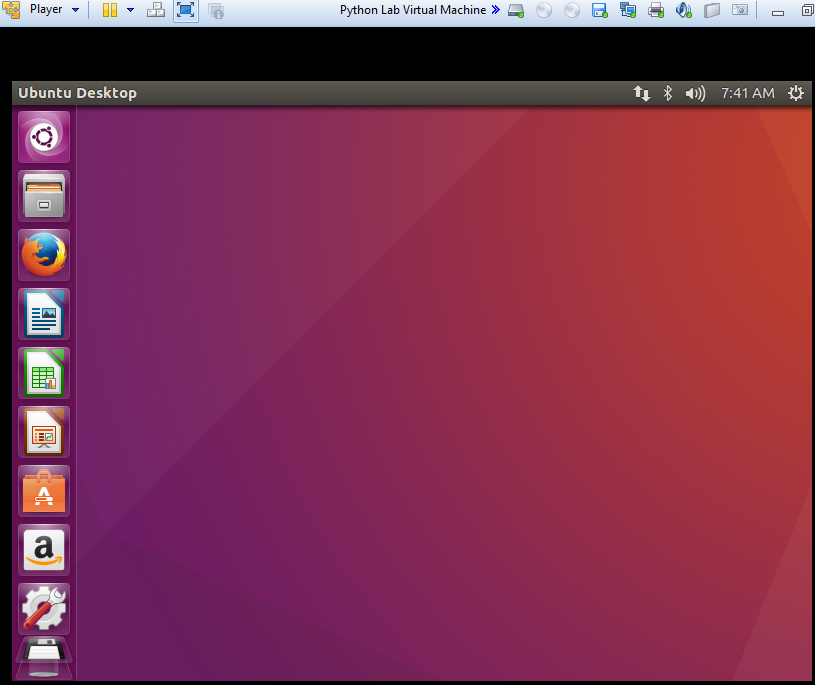 Player
Python Lab Virtual Machine
Ubuntu Desktop
7:41 AM
A
a